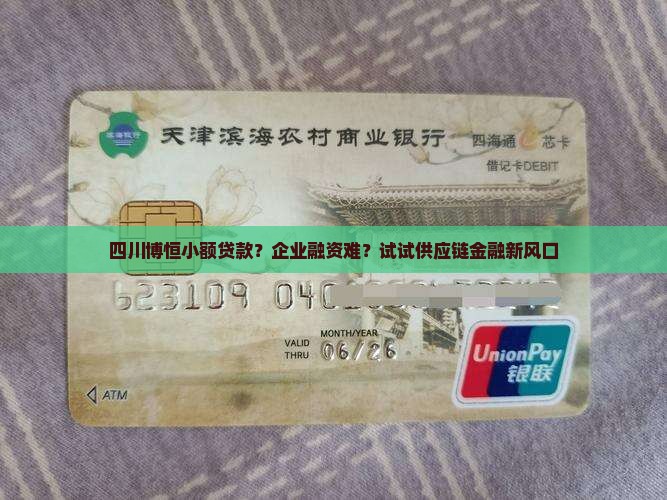 滨海银行
天津滨海农村商业银行
四海通 芯卡
借记卡DEBIT
四川博恒小额贷款？企业融资难？试试供应链金融新风口
MONTH/YEAR
VALID THRU 06/26
ATM
UnionPay
银联